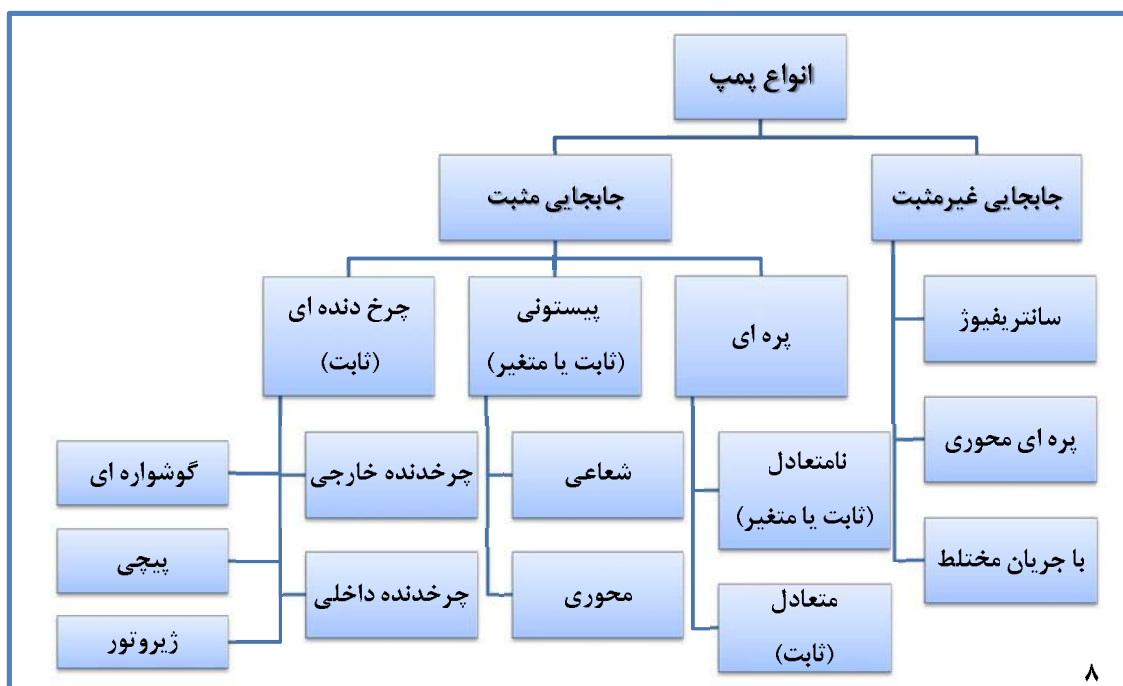 انواع پمپ
جابجایی غیرمثبت
جابجایی مثبت
سانتریفیوژ
پره ای محوری
با جریان مختلط
پره ای
نامتعادل
(ثابت یا متغیر)
متعادل
(ثابت)
پیستونی
(ثابت یا متغیر)
شعاعی
محوری
چرخ دنده ای
(ثابت)
چرخدنده خارجی
چرخدنده داخلی
گوشواره ای
پیچی
ژیروتور
۸